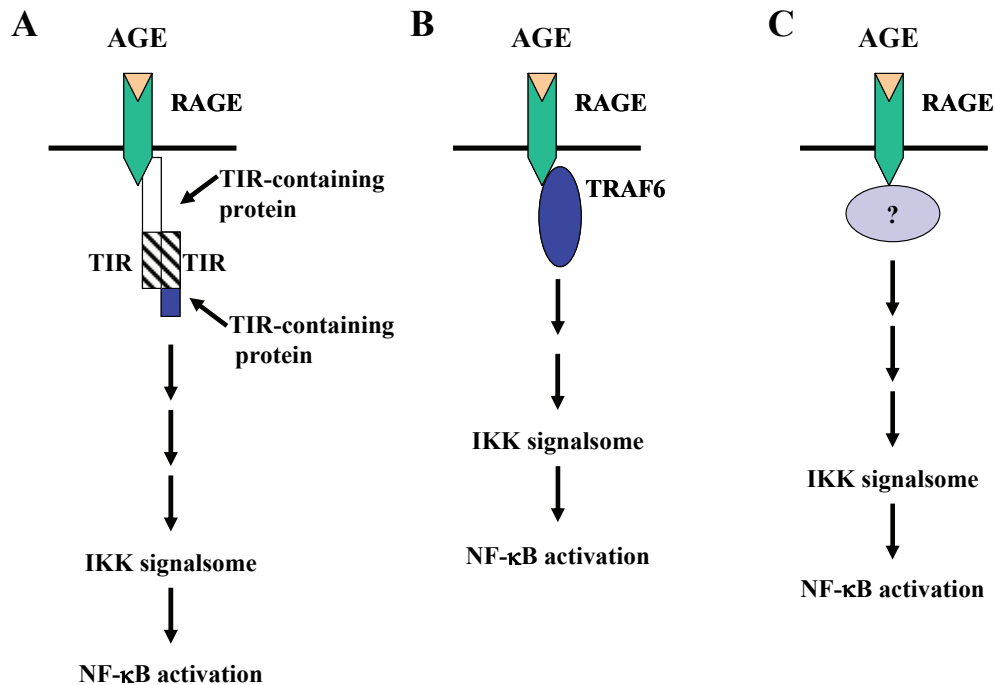 A
AGE
RAGE
TIR-containing
protein
TIR
TIR
TIR-containing
protein
IKK signalsome
NF-κB activation
B
AGE
RAGE
TRAF6
IKK signalsome
NF-κB activation
C
AGE
RAGE
?
IKK signalsome
NF-κB activation